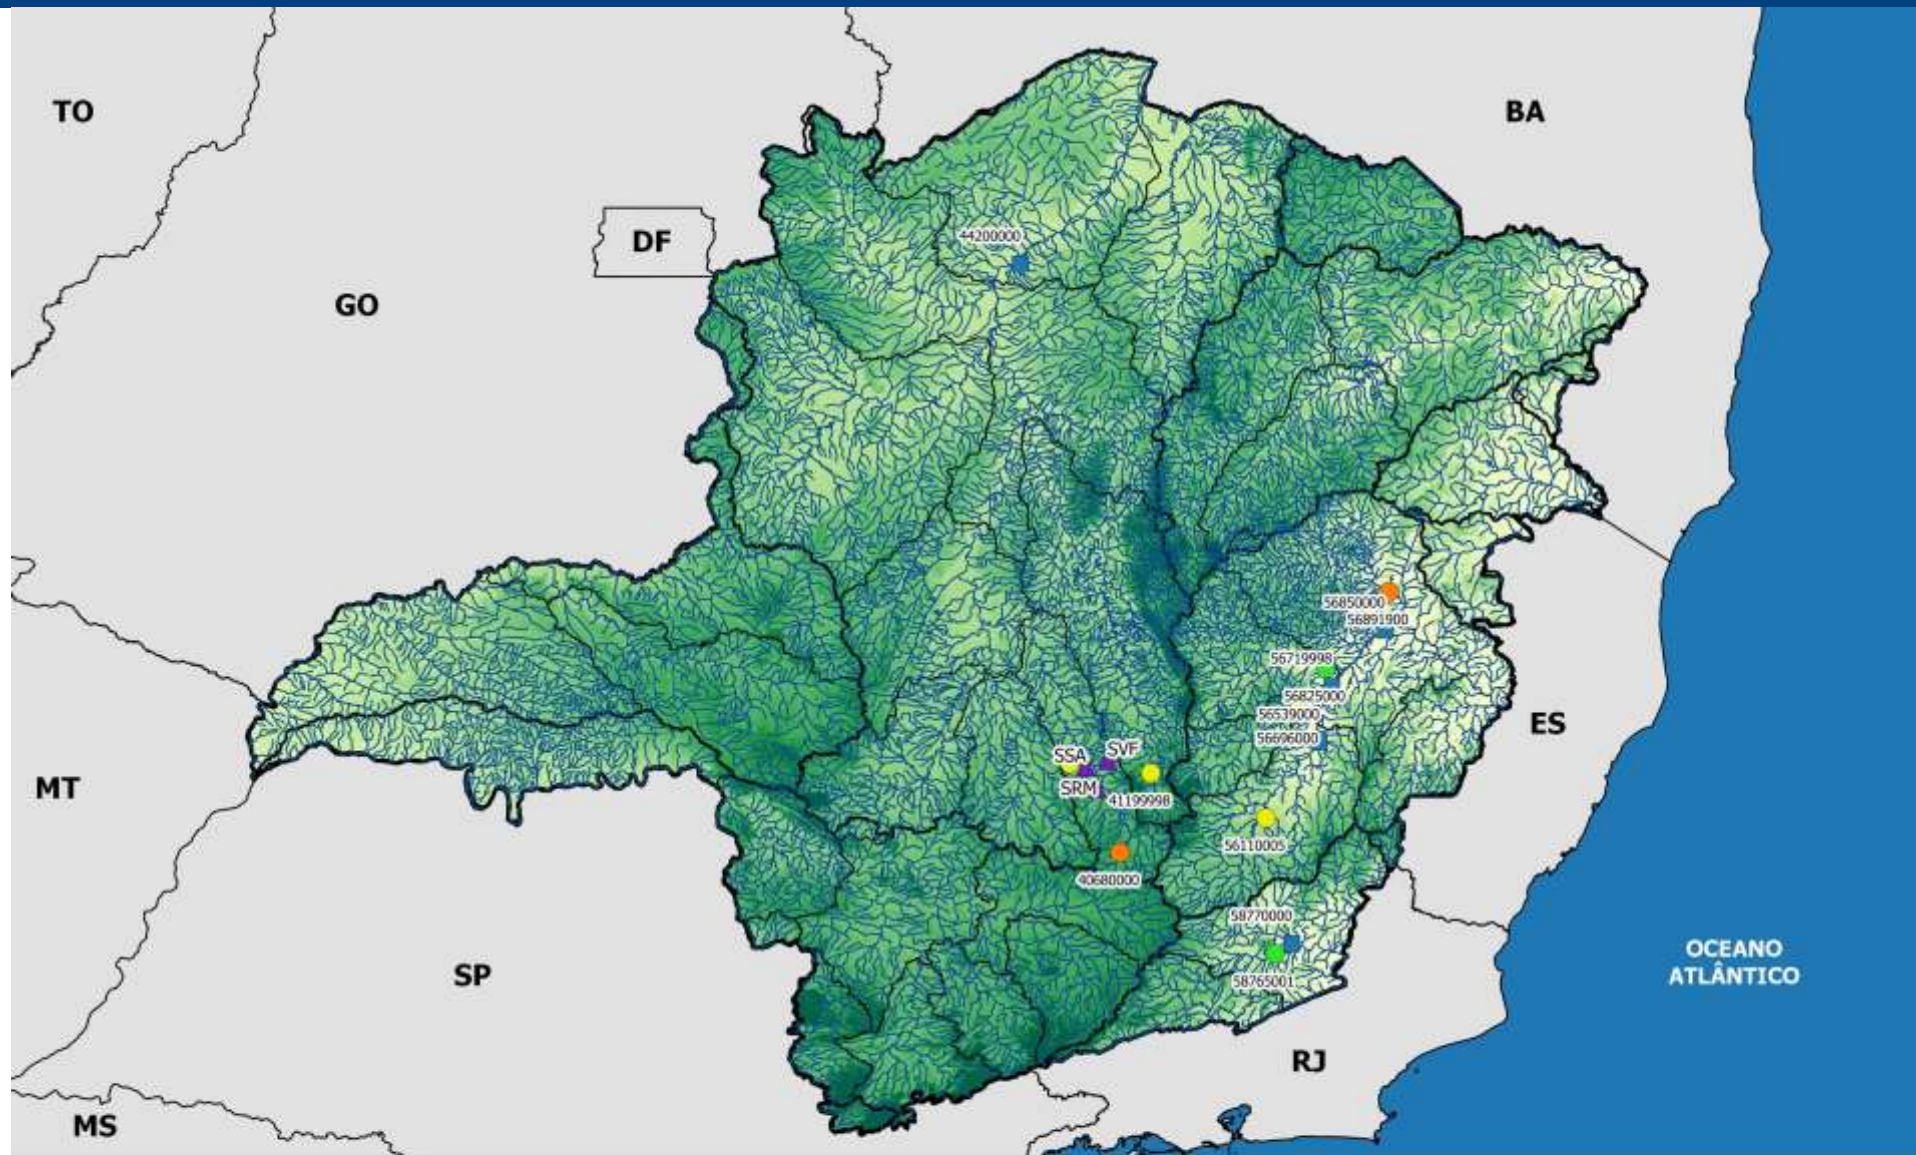 TO
BA
DF
44200000
GO
56850000
56891900
56719998
56825000
56539000
56696000
ES
SVF
SSA
MT
SRM
41199998
56110005
40680000
58770000
OCEANO
ATLÂNTICO
SP
58765001
RJ
MS